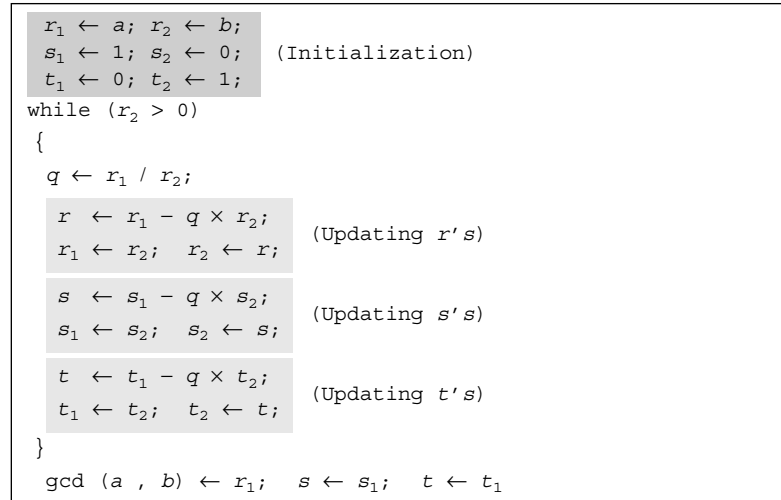 r₁ ← a; r₂ ← b;
s₁ ← 1; s₂ ← 0; (Initialization)
t₁ ← 0; t₂ ← 1;
while (r₂ > 0)
{
q ← r₁ / r₂;
r ← r₁ − q × r₂;
(Updating r's)
r₁ ← r₂; r₂ ← r;
s ← s₁ − q × s₂;
(Updating s's)
s₁ ← s₂; s₂ ← s;
t ← t₁ − q × t₂;
(Updating t's)
t₁ ← t₂; t₂ ← t;
}
gcd (a , b) ← r₁; s ← s₁; t ← t₁